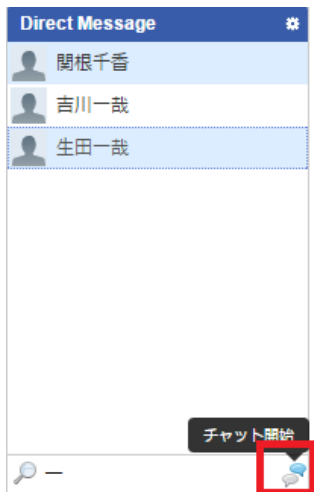 Direct Message
関根千香
吉川一哉
生田一哉
チャット開始
一